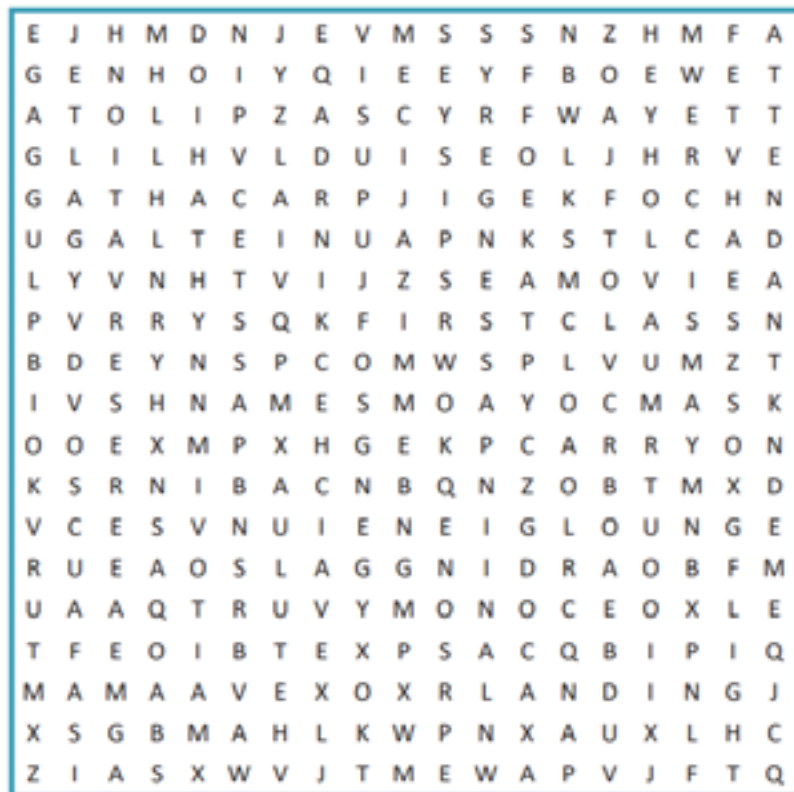 E J H M D N J E V M S S S N Z H M F A
G E N H O I Y Q I E E Y F B O E W E T
A T O L I P Z A S C Y R F W A Y E T T
G L I L H V L D U I S E O L J H R V E
G A T H A C A R P J I G E K F O C H N
U G A L T E I N U A P N K S T L C A D
L Y V N H T V I J Z S E A M O V I E A
P V R R Y S Q K F I R S T C L A S S N
B D E Y N S P C O M W S P L V U M Z T
I V S H N A M E S M O A Y O C M A S K
O O E X M P X H G E K P C A R R Y O N
K S R N I B A C N B Q N Z O B T M X D
V C E S V N U I E N E I G L O U N G E
R U E A O S L A G G N I D R A O B F M
U A A Q T R U V Y M O N O C E O X L E
T F E O I B T E X P S A C Q B I P I Q
M A M A A V E X O X R L A N D I N G J
X S G B M A H L K W P N X A U X L H C
Z I A S X W V J T M E W A P V J F T Q